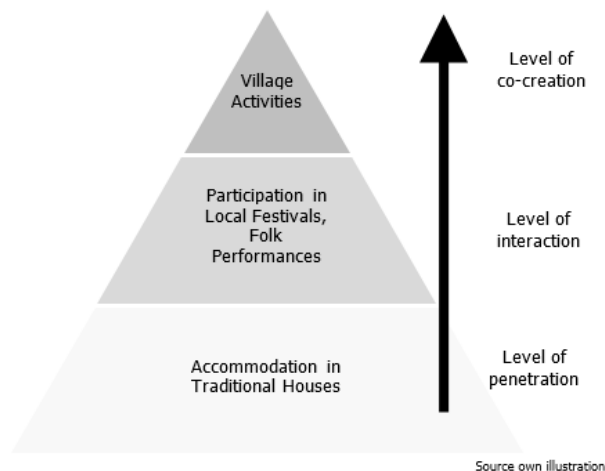 Village
Activities
Level of
co-creation
Participation in
Local Festivals,
Folk
Performances
Level of
interaction
Accommodation in
Traditional Houses
Level of
penetration
Source own illustration